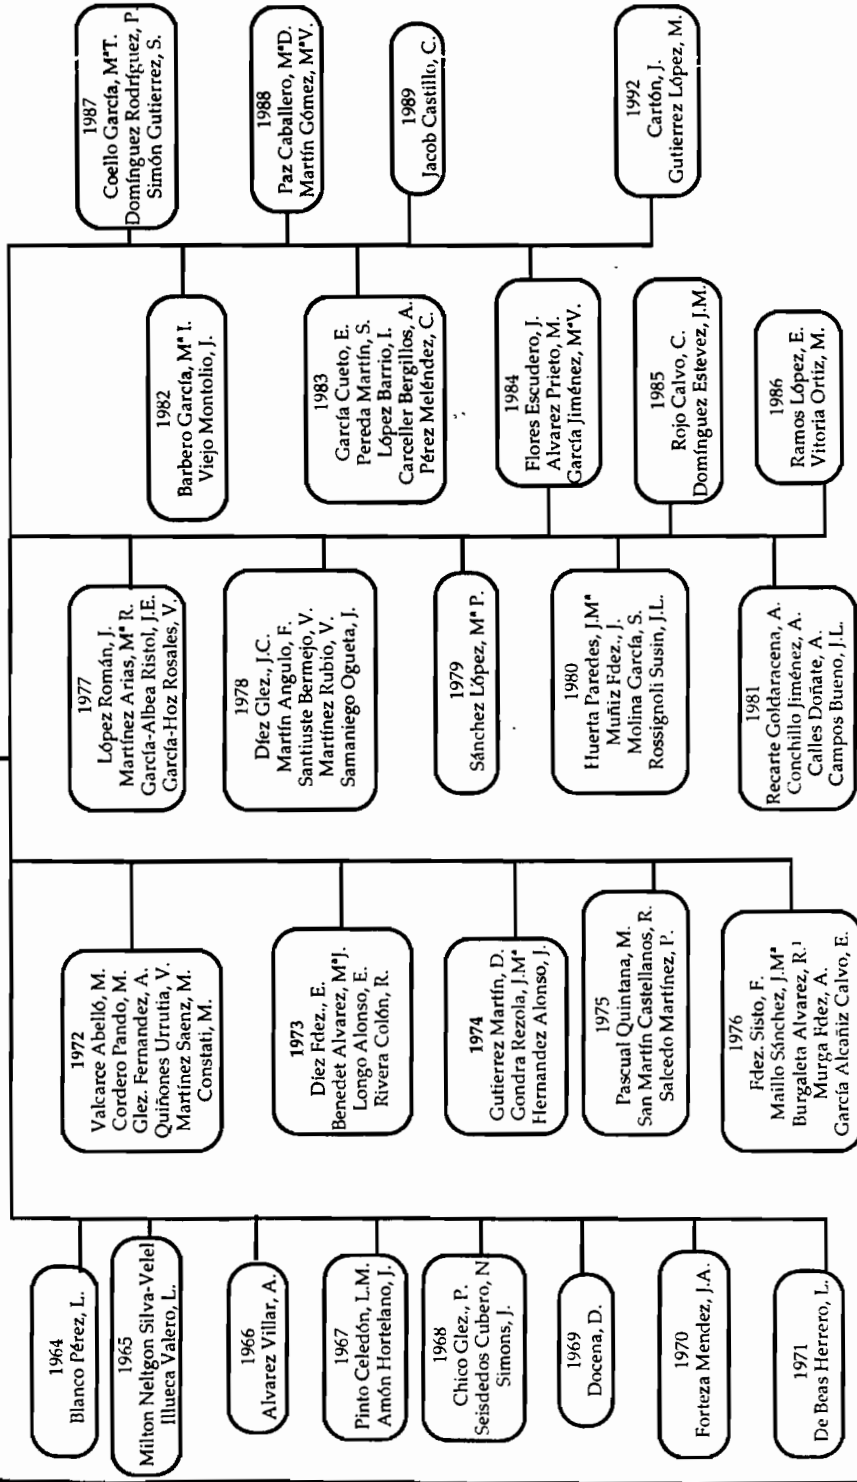 1964
Blanco Pérez, L.
1965
Milton Neltgon Silva-Velel
Illueca Valero, L.
1966
Alvarez Villar, A.
1967
Pinto Celedón, L.M.
Amón Hortelano, J.
1968
Chico Glez., P.
Seisdedos Cubero, N
Simons, J.
1969
Docena, D.
1970
Forteza Mendez, J.A.
1971
De Beas Herrero, L.
1972
Valcarce Abelló, M.
Cordero Pando, M.
Glez. Fernandez, A.
Quiñones Urrutia, V.
Martínez Saenz, M.
Constati, M.
1973
Diez Fdez., E.
Benedet Alvarez, MªJ.
Longo Alonso, E.
Rivera Colón, R.
1974
Gutierrez Martín, D.
Gondra Rezola, J.Mª
Hernandez Alonso, J.
1975
Pascual Quintana, M.
San Martín Castellanos, R.
Salcedo Martínez, P.
1976
Fdez. Sisto, F.
Maillo Sánchez, J.Mª
Burgaleta Alvarez, R.¹
Murga Fdez, A.
García Alcañiz Calvo, E.
1977
López Román, J.
Martínez Arias, Mª R.
García-Albea Ristol, J.E.
García-Hoz Rosales, V.
1978
Díez Glez., J.C.
Martín Angulo, F.
Santiuste Bermejo, V.
Martínez Rubio, V.
Samaniego Ogueta, J.
1979
Sánchez López, Mª P.
1980
Huerta Paredes, J.Mª
Muñiz Fdez., J.
Molina García, S.
Rossignoli Susin, J.L.
1981
Recarte Goldaracena, A.
Conchillo Jiménez, A.
Calles Doñate, A.
Campos Bueno, J.L.
1982
Barbero García, Mª I.
Viejo Montolio, J.
1983
García Cueto, E.
Pereda Martín, S.
López Barrio, I.
Carceller Bergillos, A.
Pérez Meléndez, C.
1984
Flores Escudero, J.
Alvarez Prieto, M.
García Jiménez, MªV.
1985
Rojo Calvo, C.
Domínguez Estevez, J.M.
1986
Ramos López, E.
Vitoria Ortiz, M.
1987
Coello García, MªT.
Domínguez Rodríguez, P.
Simón Gutierrez, S.
1988
Paz Caballero, MªD.
Martín Gómez, MªV.
1989
Jacob Castillo, C.
1992
Cartón, J.
Gutierrez López, M.